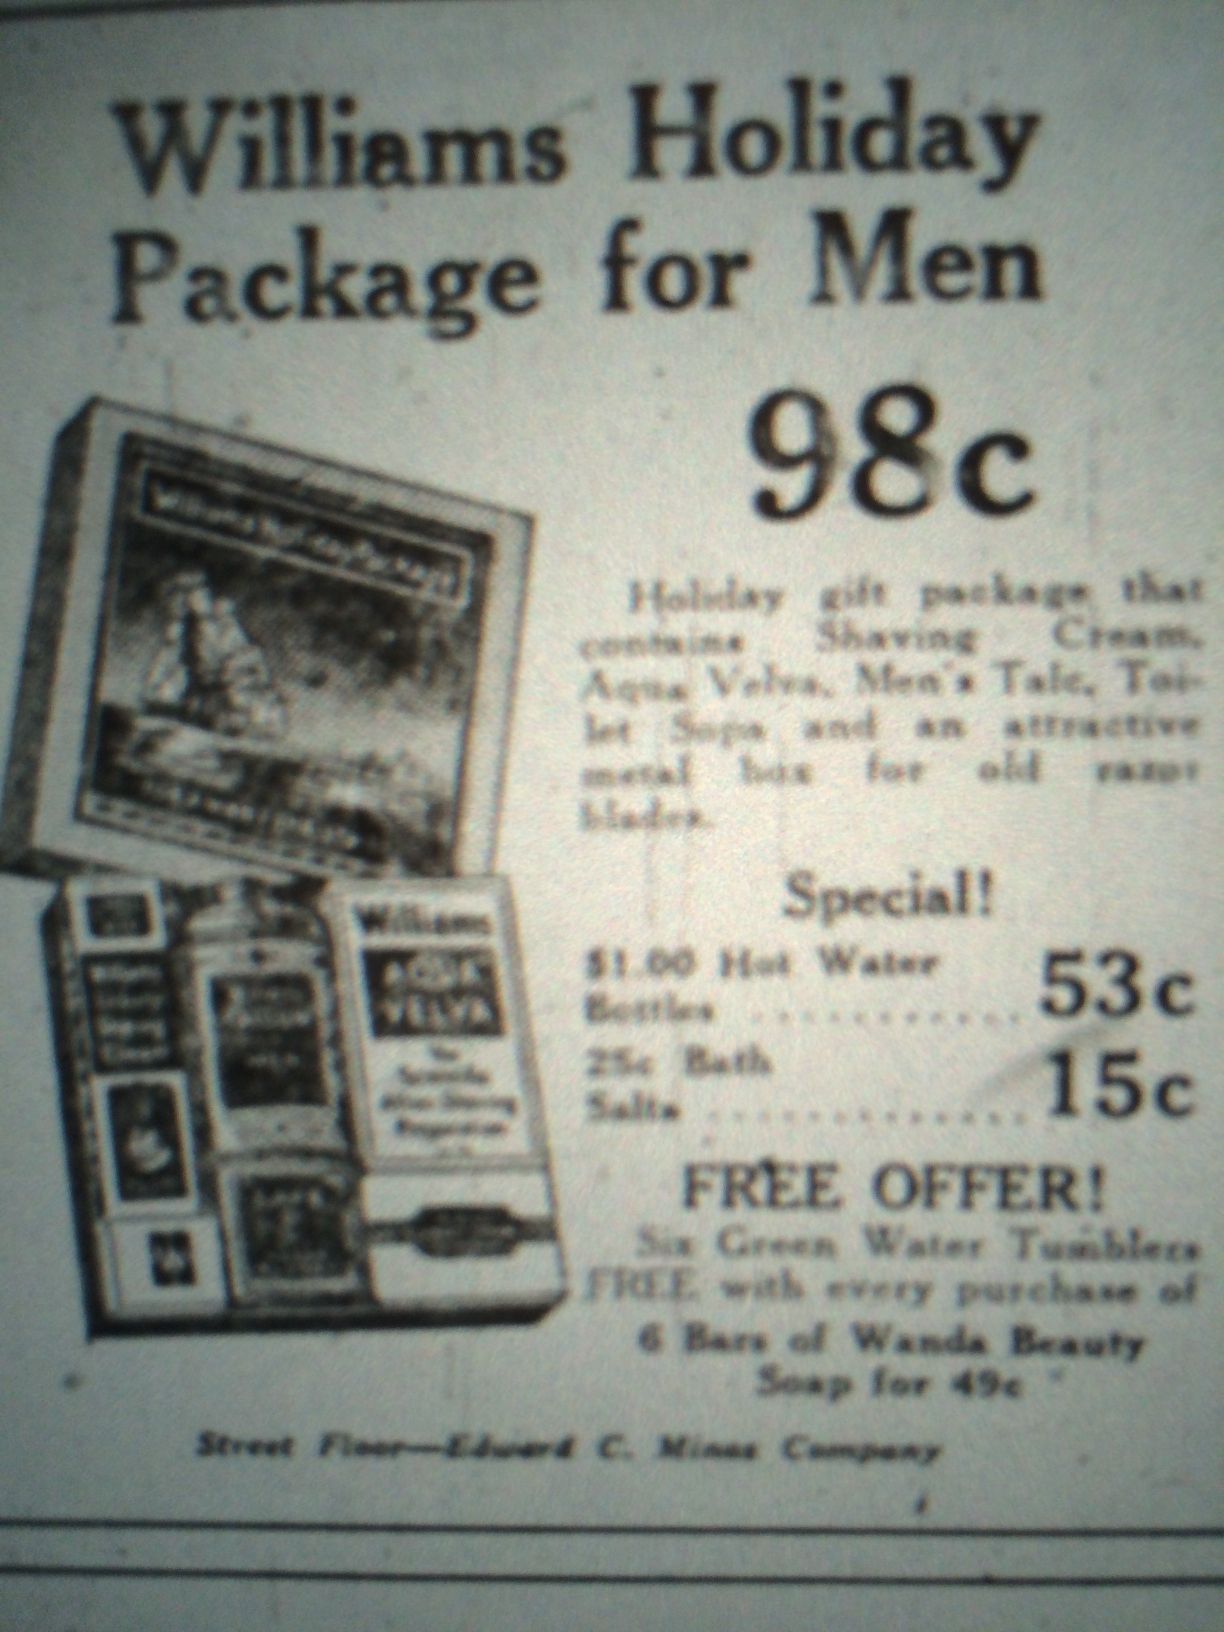 Williams Holiday
Package for Men
98c
Holiday gift package that
contains Shaving Cream,
Aqua Velva, Men's Talc, Toi-
let Sopa and an attractive
metal box for old razor
blades.
Williams
AQUA
VELVA
Special!
$1.00 Hot Water
Bottles ............ 53c
25c Bath
Salts .............. 15c
FREE OFFER!
Six Green Water Tumblers
FREE with every purchase of
6 Bars of Wanda Beauty
Soap for 49c
Street Floor—Edward C. Minas Company